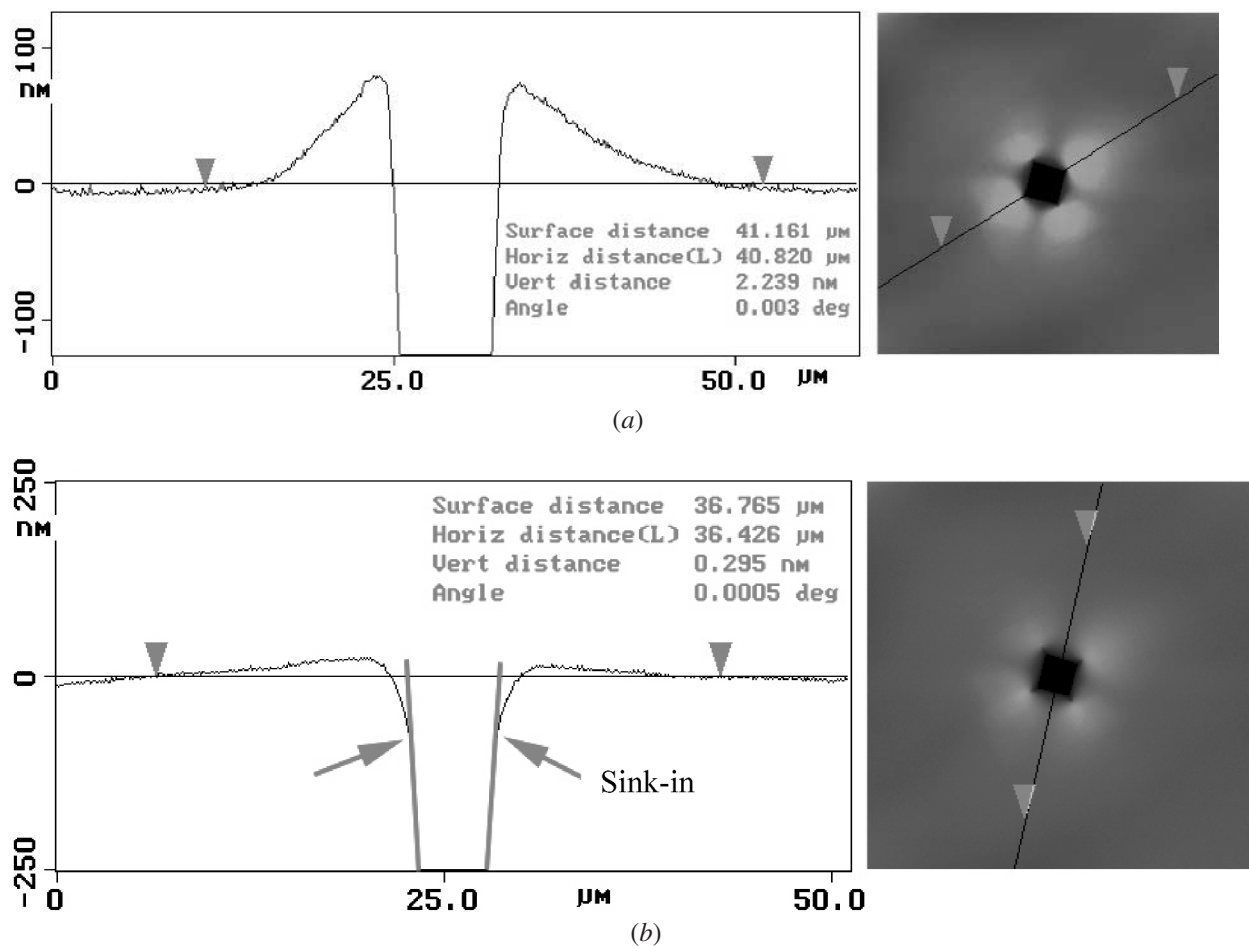 100
nm
0
-100
Surface distance 41.161 µm
Horiz distance(L) 40.820 µm
Vert distance 2.239 nm
Angle 0.003 deg
0 25.0 50.0 µm
(a)
250
nm
0
-250
Surface distance 36.765 µm
Horiz distance(L) 36.426 µm
Vert distance 0.295 nm
Angle 0.0005 deg
Sink-in
0 25.0 µm 50.0
(b)